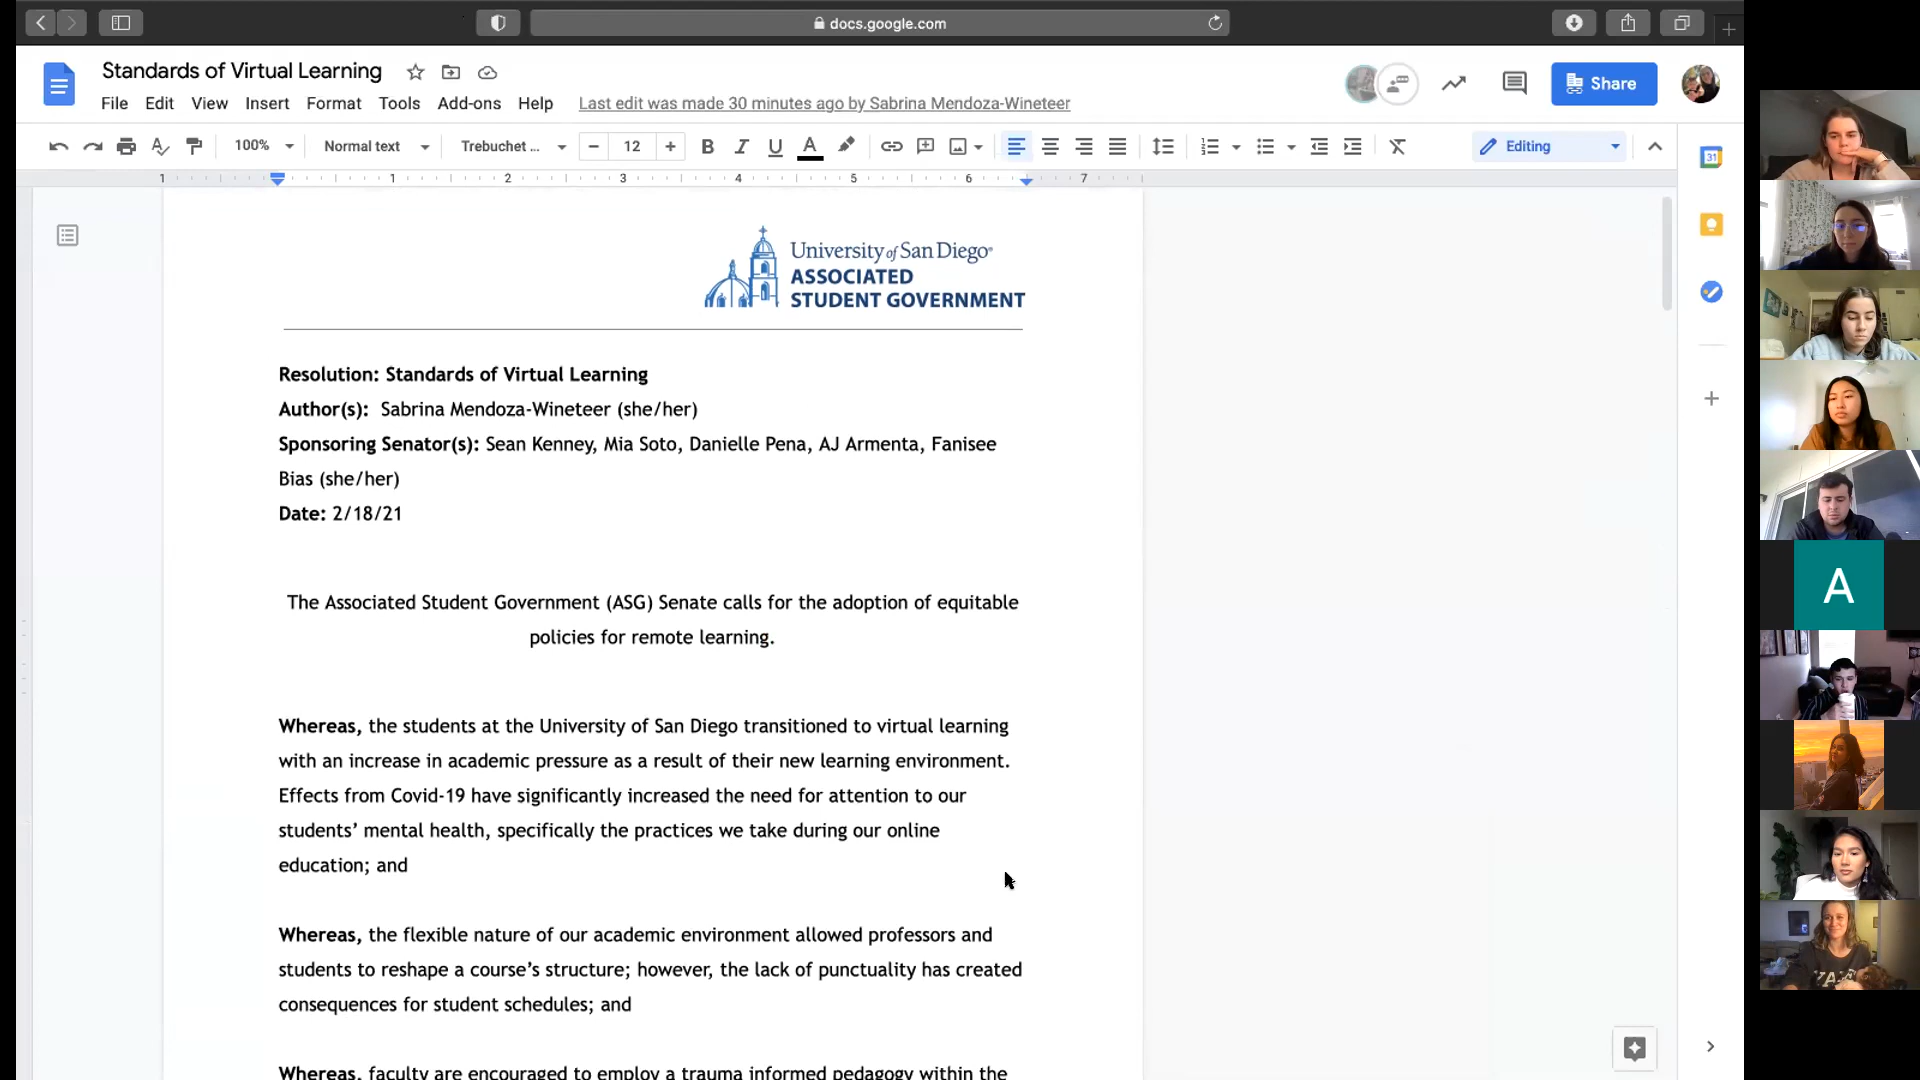 docs.google.com
Standards of Virtual Learning
File Edit View Insert Format Tools Add-ons Help Last edit was made 30 minutes ago by Sabrina Mendoza-Wineteer
Share
100% Normal text Trebuchet ... 12 B I U A Editing
1 1 2 3 4 5 6 7
31
University of San Diego
ASSOCIATED
STUDENT GOVERNMENT
Resolution: Standards of Virtual Learning
Author(s): Sabrina Mendoza-Wineteer (she/her)
Sponsoring Senator(s): Sean Kenney, Mia Soto, Danielle Pena, AJ Armenta, Fanisee
Bias (she/her)
Date: 2/18/21
The Associated Student Government (ASG) Senate calls for the adoption of equitable
policies for remote learning.
Whereas, the students at the University of San Diego transitioned to virtual learning
with an increase in academic pressure as a result of their new learning environment.
Effects from Covid-19 have significantly increased the need for attention to our
students’ mental health, specifically the practices we take during our online
education; and
Whereas, the flexible nature of our academic environment allowed professors and
students to reshape a course’s structure; however, the lack of punctuality has created
consequences for student schedules; and
Whereas, faculty are encouraged to employ a trauma informed pedagogy within the
A